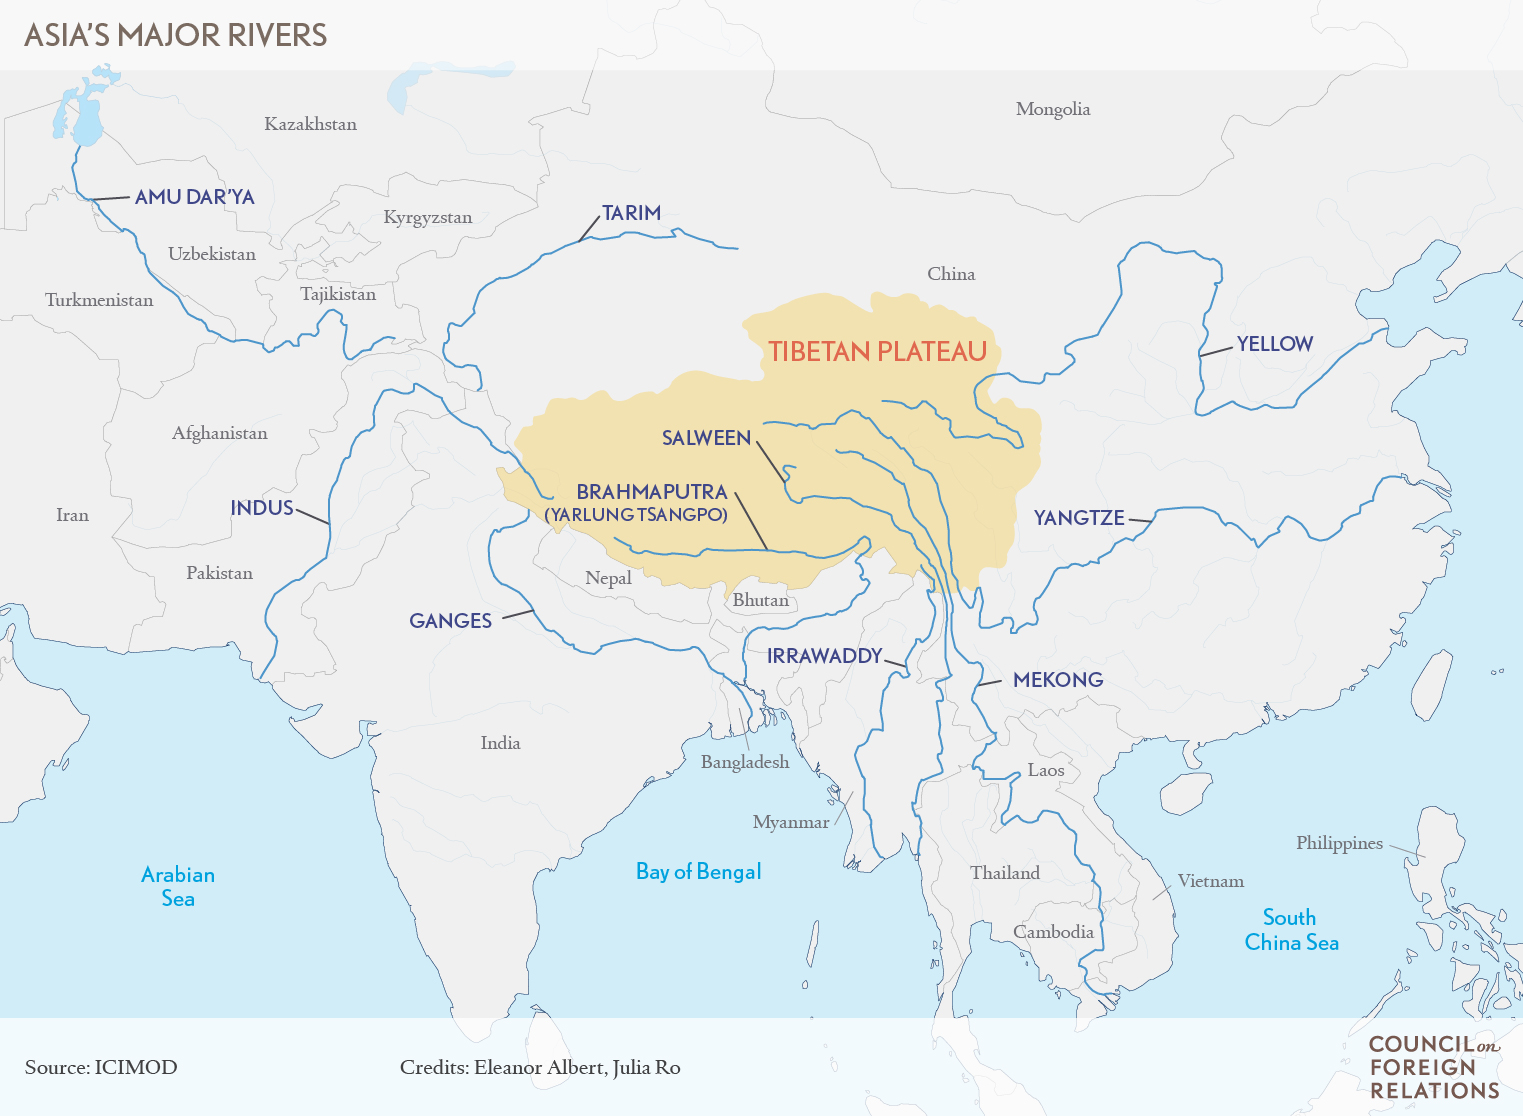 ASIA'S MAJOR RIVERS
Mongolia
Kazakhstan
AMU DAR'YA
Kyrgyzstan
TARIM
Uzbekistan
China
Turkmenistan
Tajikistan
YELLOW
TIBETAN PLATEAU
Afghanistan
SALWEEN
BRAHMAPUTRA
(YARLUNG TSANGPO)
INDUS
Iran
YANGTZE
Pakistan
Nepal
Bhutan
GANGES
IRRAWADDY
MEKONG
India
Bangladesh
Laos
Myanmar
Philippines
Arabian
Sea
Bay of Bengal
Thailand
Vietnam
Cambodia
South
China Sea
Source: ICIMOD
Credits: Eleanor Albert, Julia Ro
COUNCIL on
FOREIGN
RELATIONS